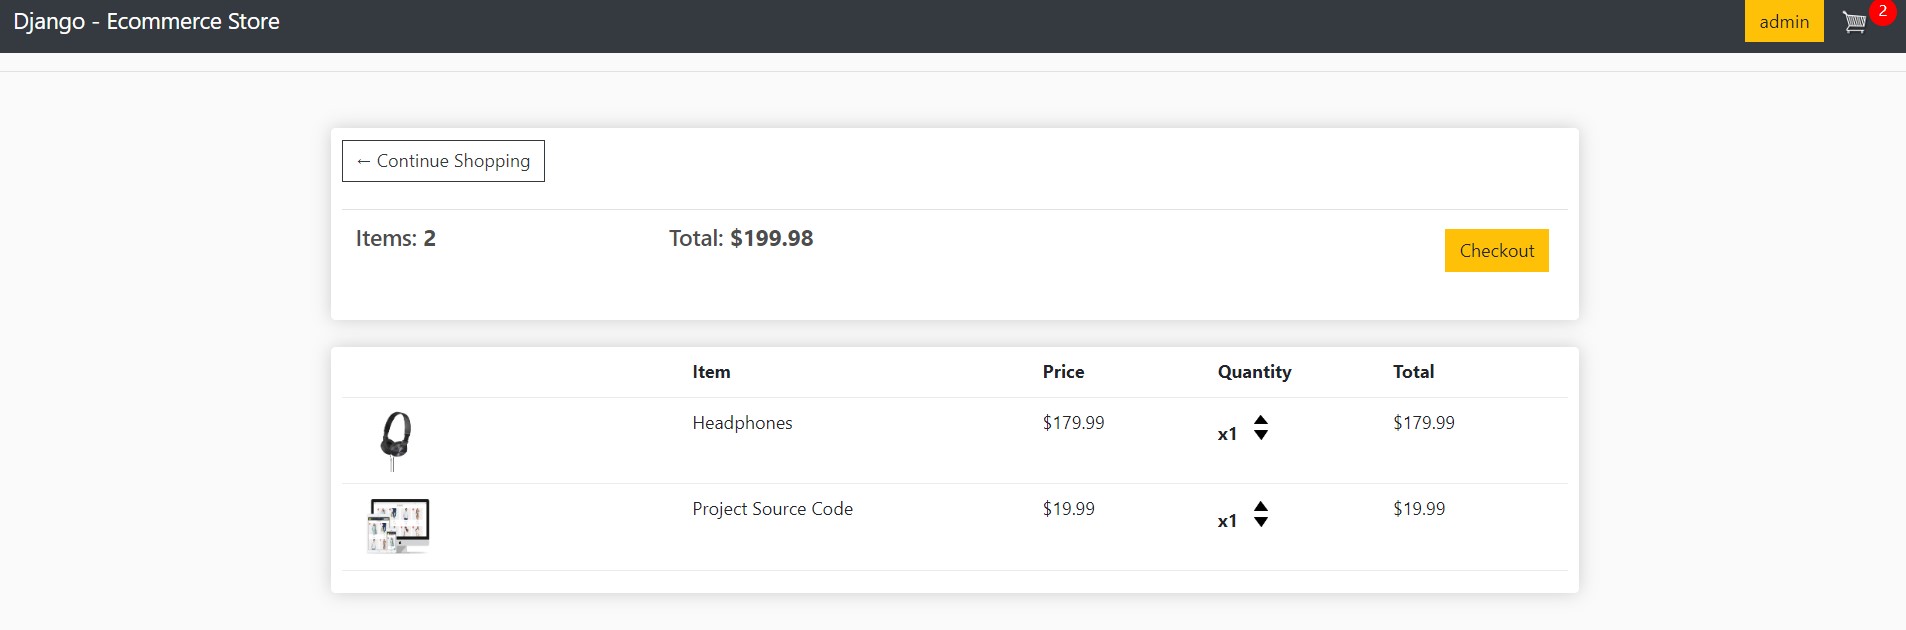 Django - Ecommerce Store
admin
2
← Continue Shopping
Items: 2
Total: $199.98
Checkout
Item Price Quantity Total
Headphones $179.99 x1 $179.99
Project Source Code $19.99 x1 $19.99